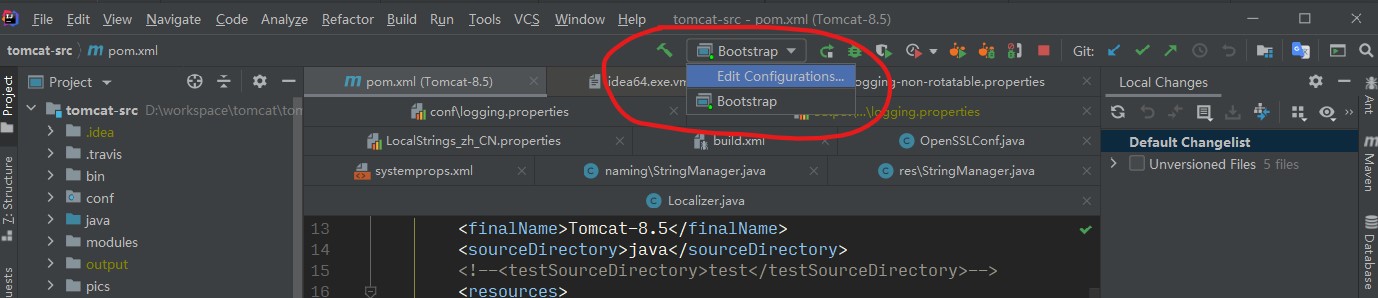 File Edit View Navigate Code Analyze Refactor Build Run Tools VCS Window Help tomcat-src - pom.xml (Tomcat-8.5)
tomcat-src pom.xml Bootstrap Git:
Edit Configurations...
Bootstrap
Project
pom.xml (Tomcat-8.5) idea64.exe.vm ogging-non-rotatable.properties
conf\logging.properties \logging.properties
LocalStrings_zh_CN.properties build.xml OpenSSLConf.java
systemprops.xml naming\StringManager.java res\StringManager.java
Localizer.java
tomcat-src D:\workspace\tomcat\tom
.idea
.travis
bin
conf
java
modules
output
pics
13 <finalName>Tomcat-8.5</finalName>
14 <sourceDirectory>java</sourceDirectory>
15 <!--<testSourceDirectory>test</testSourceDirectory>-->
16 <resources>
Local Changes
Default Changelist
Unversioned Files 5 files
Project
7: Structure
quests
Ant
Maven
Database